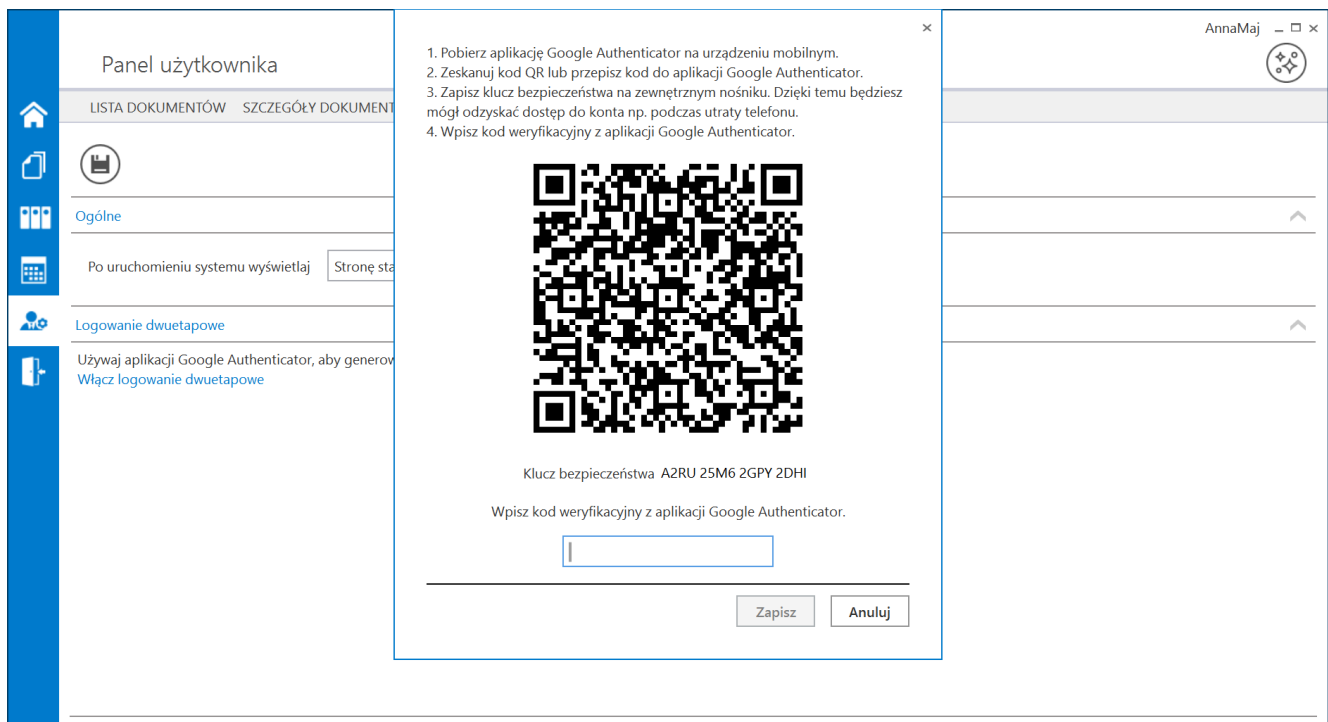 AnnaMaj
Panel użytkownika
LISTA DOKUMENTÓW SZCZEGÓŁY DOKUMENT
Ogólne
Po uruchomieniu systemu wyświetlaj Stronę sta
Logowanie dwuetapowe
Używaj aplikacji Google Authenticator, aby generow
Włącz logowanie dwuetapowe
1. Pobierz aplikację Google Authenticator na urządzeniu mobilnym.
2. Zeskanuj kod QR lub przepisz kod do aplikacji Google Authenticator.
3. Zapisz klucz bezpieczeństwa na zewnętrznym nośniku. Dzięki temu będziesz
mógł odzyskać dostęp do konta np. podczas utraty telefonu.
4. Wpisz kod weryfikacyjny z aplikacji Google Authenticator.
Klucz bezpieczeństwa A2RU 25M6 2GPY 2DHI
Wpisz kod weryfikacyjny z aplikacji Google Authenticator.
Zapisz Anuluj